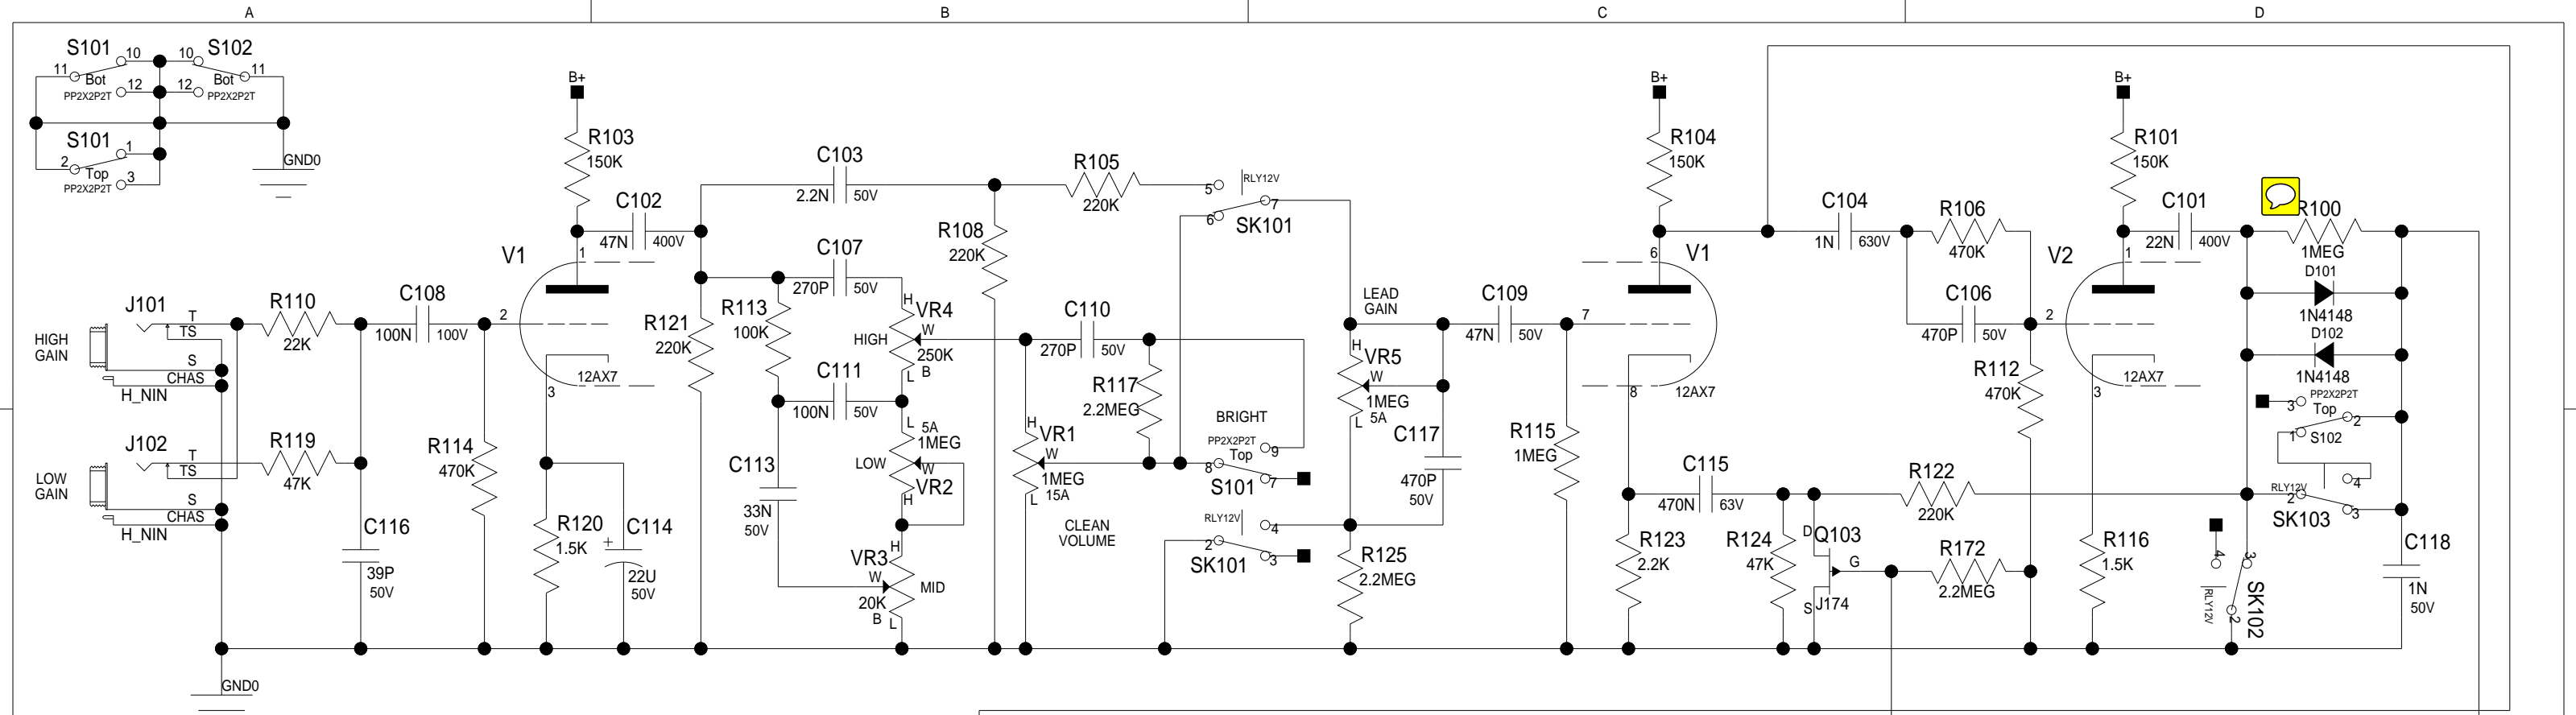 A
B
C
D
S101
10
11
Bot
12
PP2X2P2T
S102
10
11
Bot
12
PP2X2P2T
S101
1
2
Top
3
PP2X2P2T
GND0
HIGH
GAIN
J101
T
TS
S
CHAS
H_NIN
LOW
GAIN
J102
T
TS
S
CHAS
H_NIN
GND0
R110
22K
R119
47K
C116
39P
50V
C108
100N
100V
R114
470K
B+
R103
150K
V1
1
2
3
12AX7
R120
1.5K
+
C114
22U
50V
C102
47N
400V
R121
220K
C103
2.2N
50V
C107
270P
50V
R113
100K
C111
100N
50V
C113
33N
50V
H
VR4
W
HIGH
250K
B
L
L
5A
1MEG
LOW
W
VR2
H
H
VR3
W
20K
MID
B
L
R108
220K
R105
220K
C110
270P
50V
R117
2.2MEG
H
VR1
W
1MEG
15A
L
CLEAN
VOLUME
5
RLY12V
6
7
SK101
BRIGHT
PP2X2P2T
Top
9
8
7
S101
RLY12V
4
2
3
SK101
LEAD
GAIN
H
VR5
W
1MEG
5A
L
C117
470P
50V
R125
2.2MEG
C109
47N
50V
R115
1MEG
B+
R104
150K
V1
6
7
8
12AX7
R123
2.2K
C115
470N
63V
R124
47K
D
Q103
G
S
J174
R122
220K
R172
2.2MEG
C104
1N
630V
R106
470K
C106
470P
50V
R112
470K
B+
R101
150K
V2
1
2
3
12AX7
R116
1.5K
C101
22N
400V
R100
1MEG
D101
1N4148
D102
1N4148
PP2X2P2T
3
Top
2
1
S102
4
RLY12V
2
3
SK103
4
3
RLY12V
2
SK102
C118
1N
50V